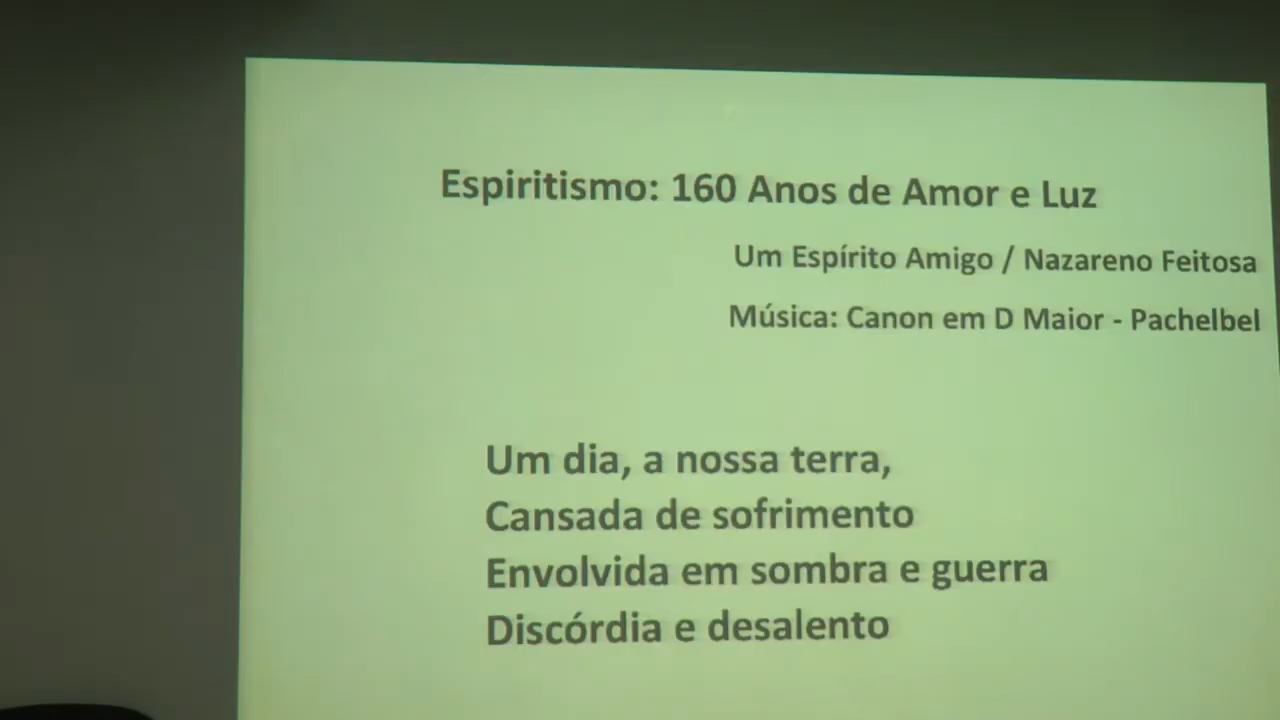 Espiritismo: 160 Anos de Amor e Luz
Um Espírito Amigo / Nazareno Feitosa
Música: Canon em D Maior - Pachelbel
Um dia, a nossa terra,
Cansada de sofrimento
Envolvida em sombra e guerra
Discórdia e desalento